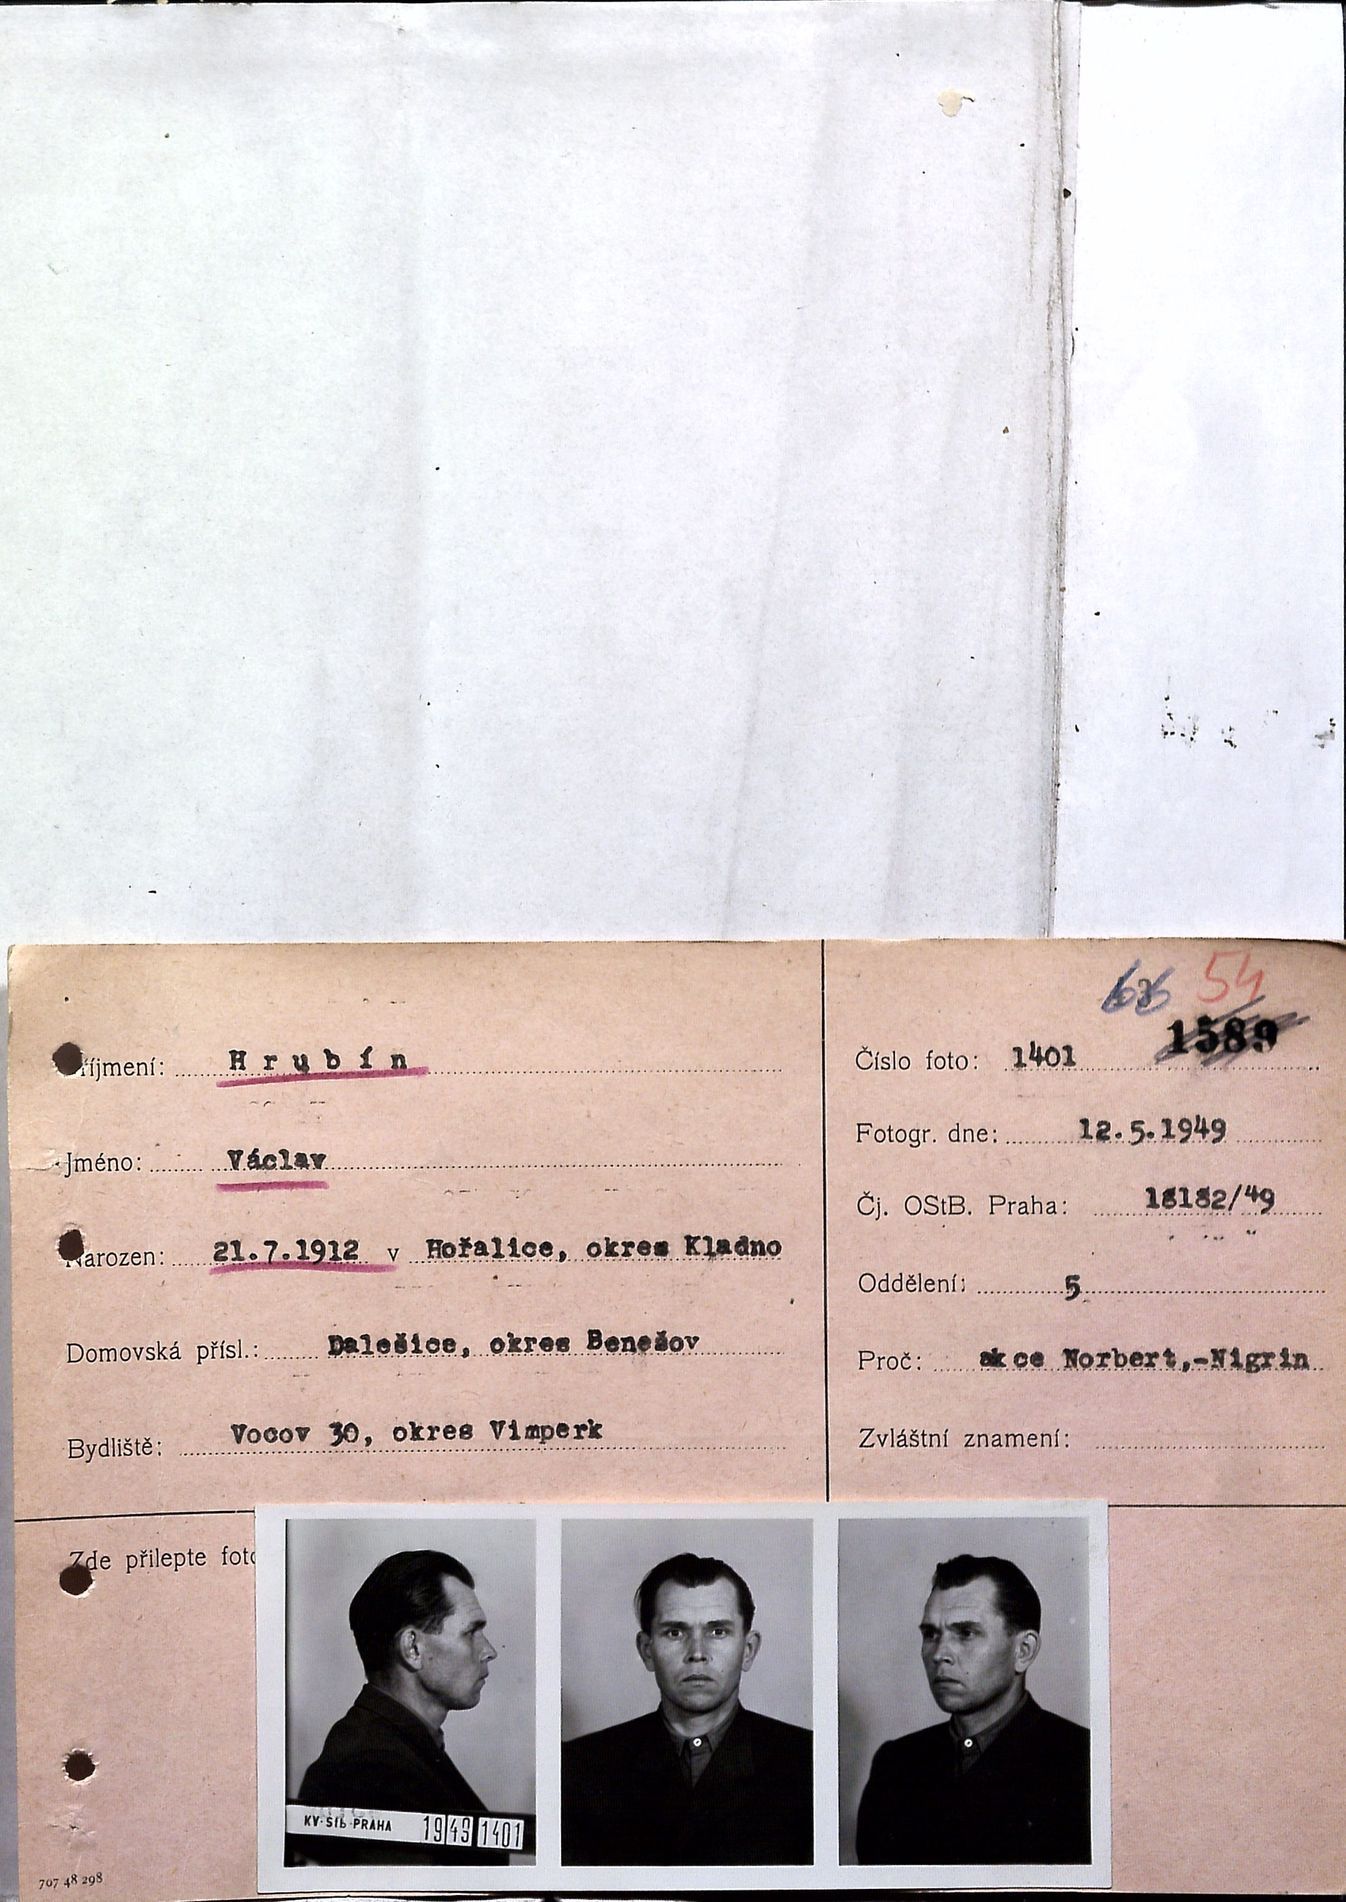 66 54
1589
Příjmení: Hrubín
Číslo foto: 1401
Jméno: Václav
Fotogr. dne: 12.5.1949
Čj. OStB. Praha: 18182/49
Narozen: 21.7.1912 v Hořalice, okres Kladno
Oddělení: 5
Domovská přísl.: Dalešice, okres Benešov
Proč: akce Norbert,-Nigrin
Bydliště: Vocov 30, okres Vimperk
Zvláštní znamení:
Zde přilepte foto
KV-StB-PRAHA 1949 1401
707 48 298